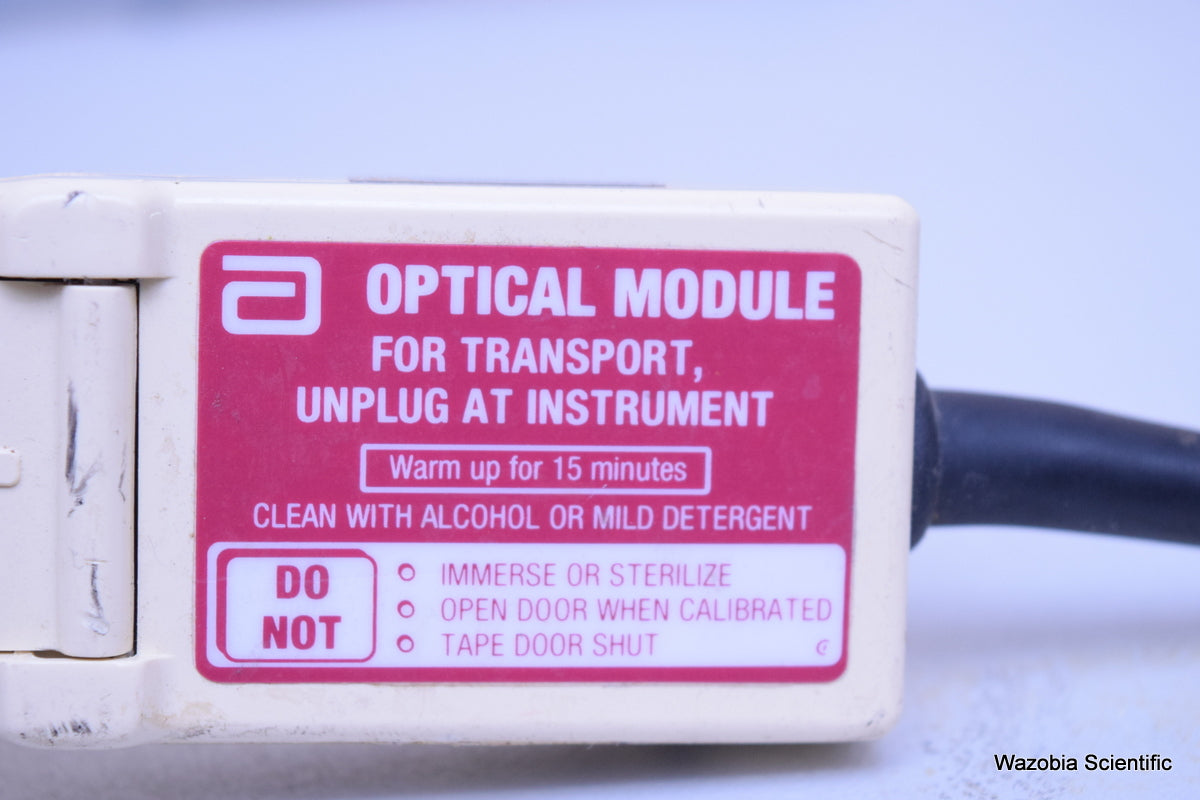 OPTICAL MODULE
FOR TRANSPORT,
UNPLUG AT INSTRUMENT
Warm up for 15 minutes
CLEAN WITH ALCOHOL OR MILD DETERGENT
DO
NOT
IMMERSE OR STERILIZE
OPEN DOOR WHEN CALIBRATED
TAPE DOOR SHUT
Wazobia Scientific